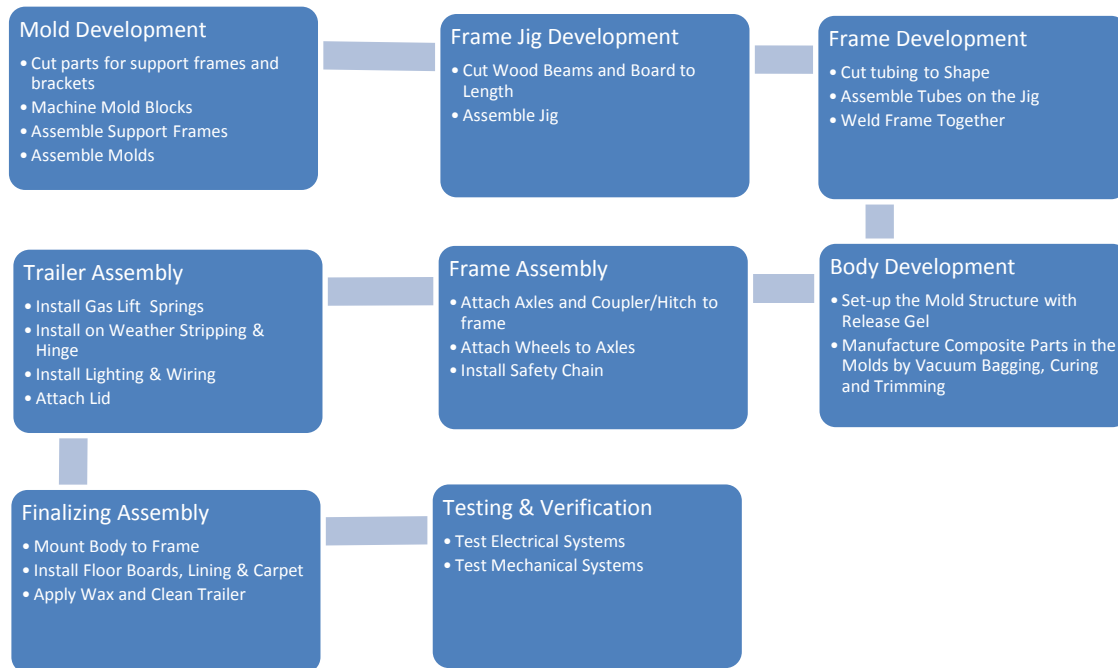 Mold Development
• Cut parts for support frames and
brackets
• Machine Mold Blocks
• Assemble Support Frames
• Assemble Molds
Frame Jig Development
• Cut Wood Beams and Board to
Length
• Assemble Jig
Frame Development
• Cut tubing to Shape
• Assemble Tubes on the Jig
• Weld Frame Together
Body Development
• Set-up the Mold Structure with
Release Gel
• Manufacture Composite Parts in the
Molds by Vacuum Bagging, Curing
and Trimming
Frame Assembly
• Attach Axles and Coupler/Hitch to
frame
• Attach Wheels to Axles
• Install Safety Chain
Trailer Assembly
• Install Gas Lift Springs
• Install on Weather Stripping &
Hinge
• Install Lighting & Wiring
• Attach Lid
Finalizing Assembly
• Mount Body to Frame
• Install Floor Boards, Lining & Carpet
• Apply Wax and Clean Trailer
Testing & Verification
• Test Electrical Systems
• Test Mechanical Systems